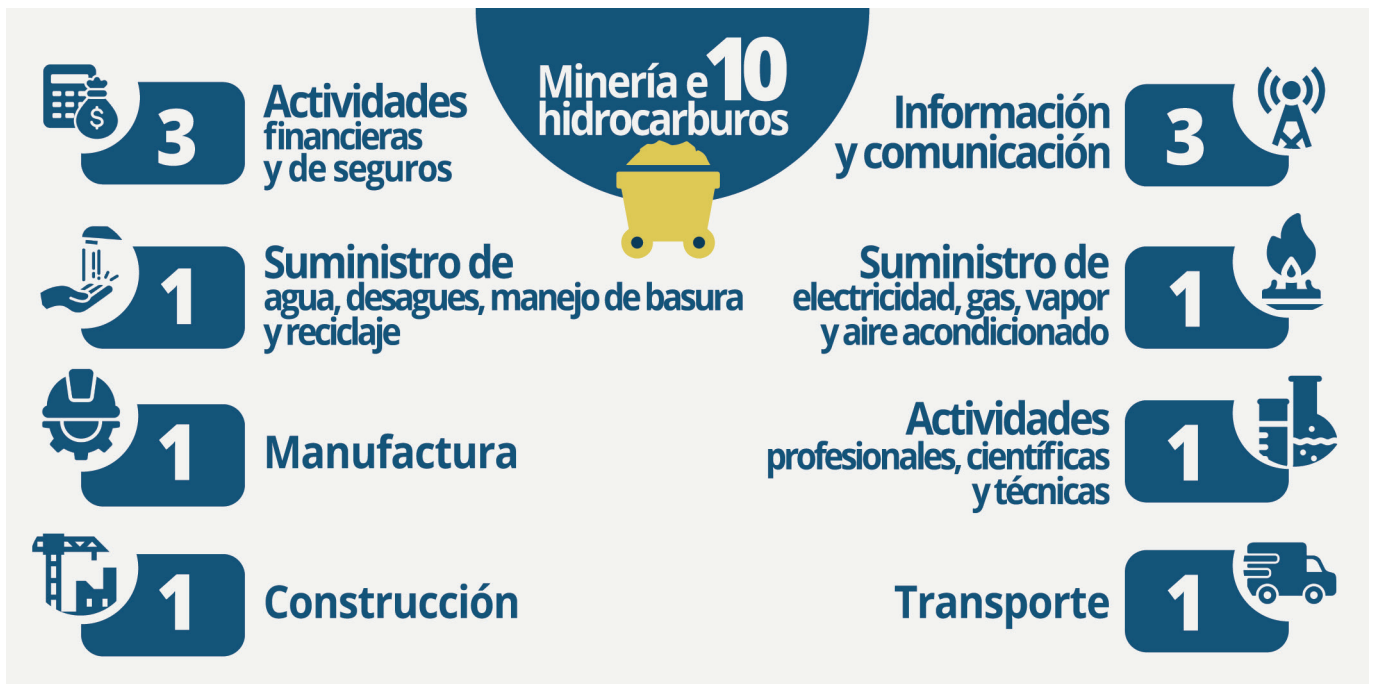 Minería e 10
hidrocarburos
3
Actividades
financieras
y de seguros
Información
y comunicación
3
1
Suministro de
agua, desagues, manejo de basura
y reciclaje
Suministro de
electricidad, gas, vapor
y aire acondicionado
1
1
Manufactura
Actividades
profesionales, científicas
y técnicas
1
1
Construcción
Transporte
1
$